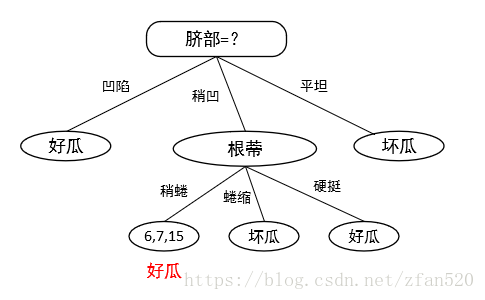 脐部=?
凹陷
稍凹
平坦
好瓜
根蒂
坏瓜
稍蜷
蜷缩
硬挺
6,7,15
坏瓜
好瓜
好瓜
https://blog.csdn.net/zfan520